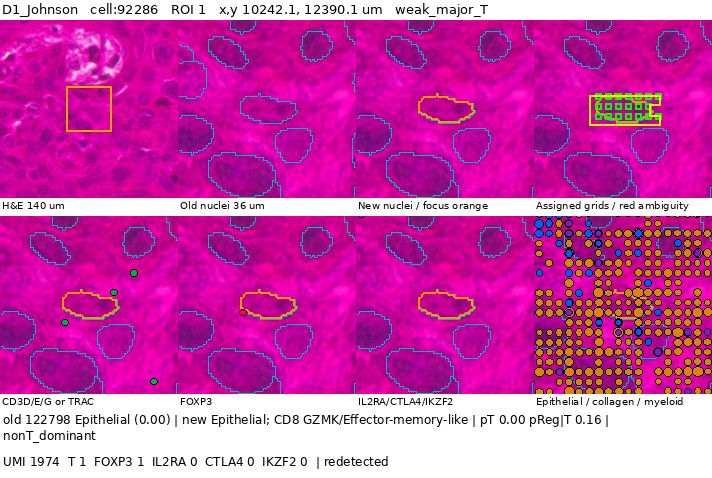 D1_Johnson cell:92286 ROI 1 x,y 10242.1, 12390.1 um weak_major_T
H&E 140 um
Old nuclei 36 um
New nuclei / focus orange
Assigned grids / red ambiguity
CD3D/E/G or TRAC
FOXP3
IL2RA/CTLA4/IKZF2
Epithelial / collagen / myeloid
old 122798 Epithelial (0.00) | new Epithelial; CD8 GZMK/Effector-memory-like | pT 0.00 pReg|T 0.16 |
nonT_dominant
UMI 1974 T 1 FOXP3 1 IL2RA 0 CTLA4 0 IKZF2 0 | redetected